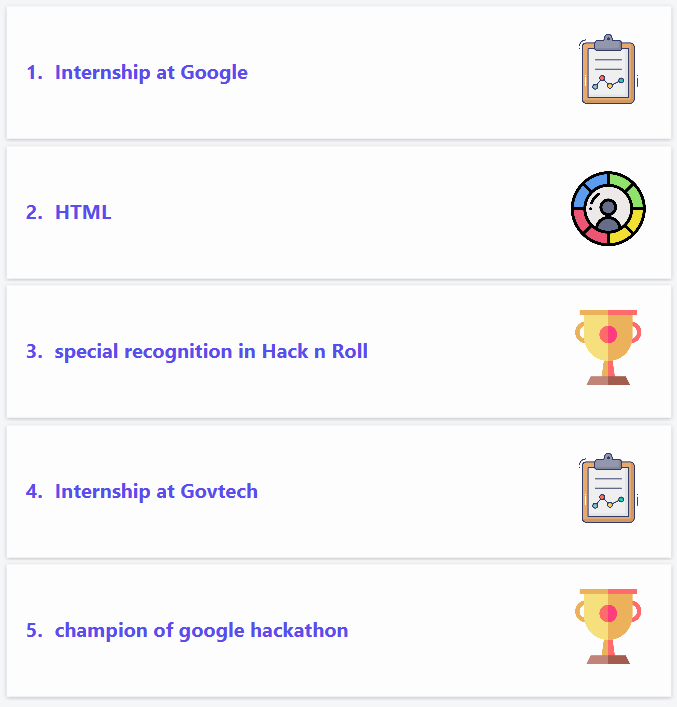 1. Internship at Google
2. HTML
3. special recognition in Hack n Roll
4. Internship at Govtech
5. champion of google hackathon